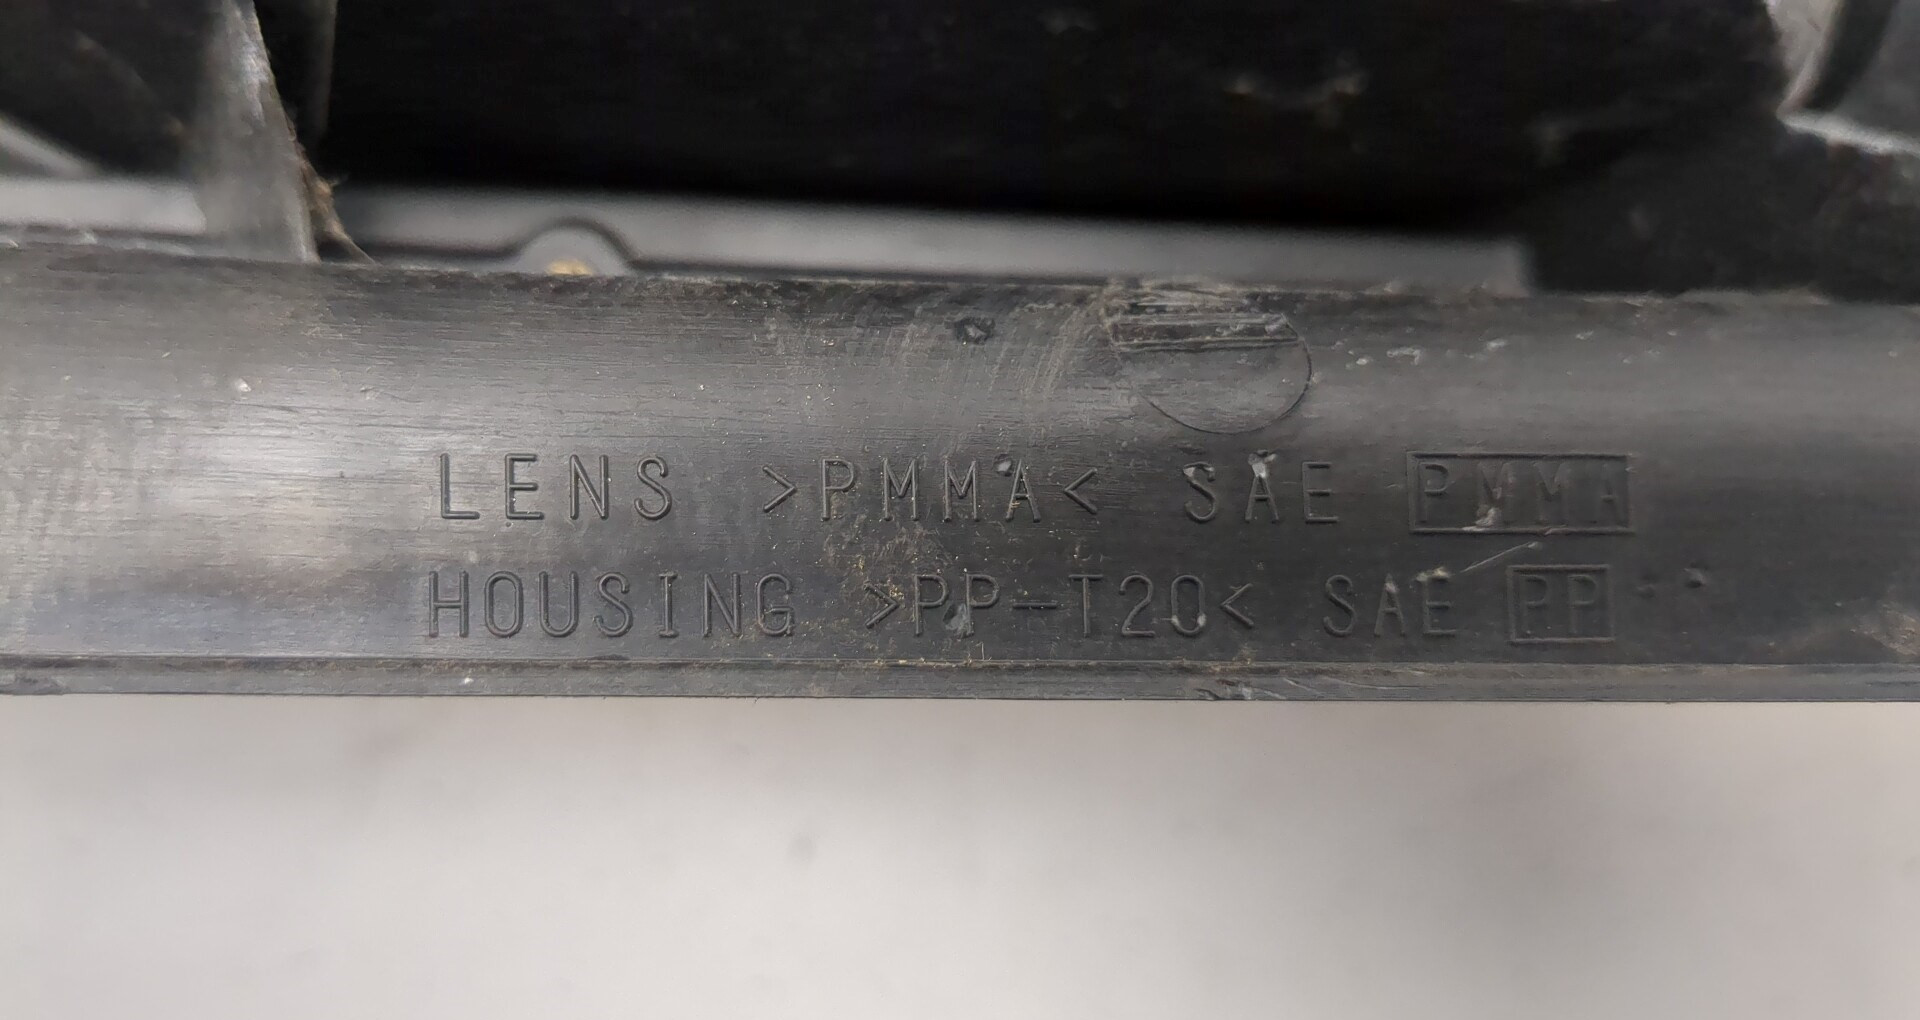 LENS >PMMA< SAE PMMA
HOUSING >PP-T20< SAE PP